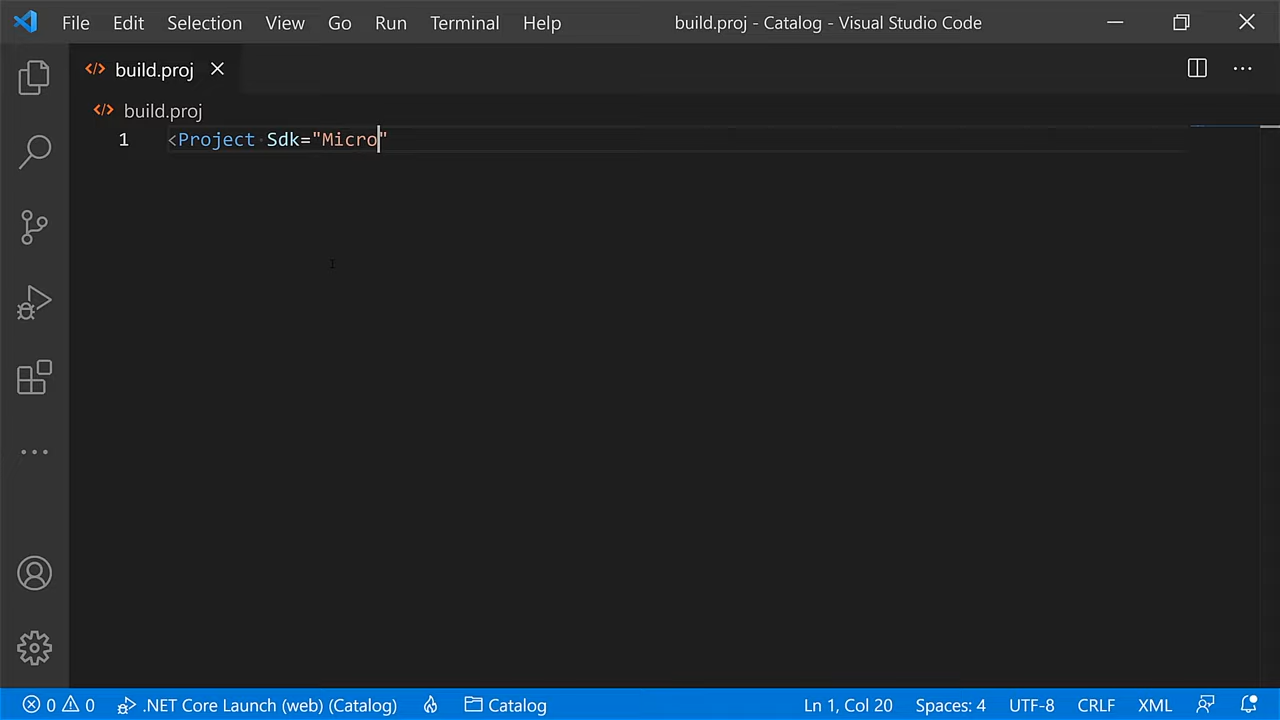 File Edit Selection View Go Run Terminal Help build.proj - Catalog - Visual Studio Code
build.proj
build.proj
1 <Project Sdk="Micro"
0 0 .NET Core Launch (web) (Catalog) Catalog Ln 1, Col 20 Spaces: 4 UTF-8 CRLF XML